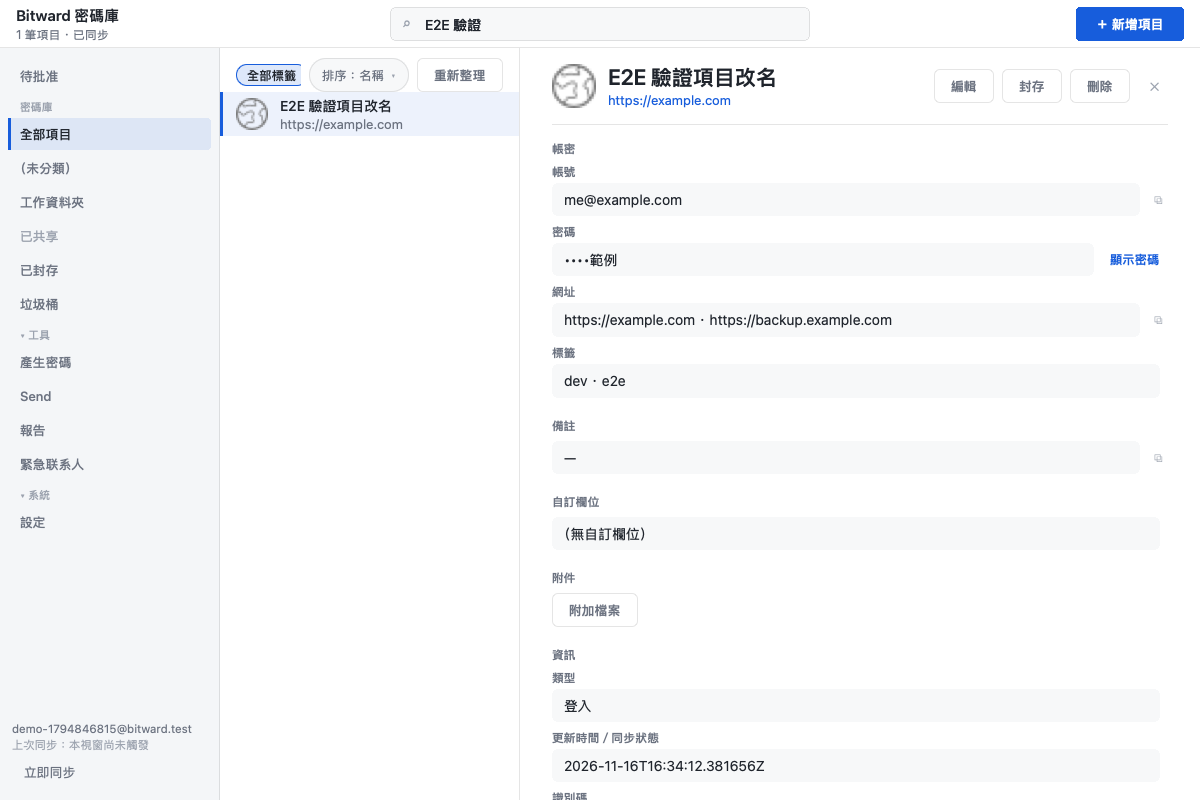 Bitward 密碼庫
1 筆項目 · 已同步
E2E 驗證
+ 新增項目
待批准
密碼庫
全部項目
(未分類)
工作資料夾
已共享
已封存
垃圾桶
工具
產生密碼
Send
報告
緊急联系人
系統
設定
demo-1794846815@bitward.test
上次同步：本視窗尚未觸發
立即同步
全部標籤
排序：名稱
重新整理
E2E 驗證項目改名
https://example.com
E2E 驗證項目改名
https://example.com
編輯
封存
刪除
帳密
帳號
me@example.com
密碼
••••範例
顯示密碼
網址
https://example.com · https://backup.example.com
標籤
dev · e2e
備註
—
自訂欄位
(無自訂欄位)
附件
附加檔案
資訊
類型
登入
更新時間 / 同步狀態
2026-11-16T16:34:12.381656Z
識別碼